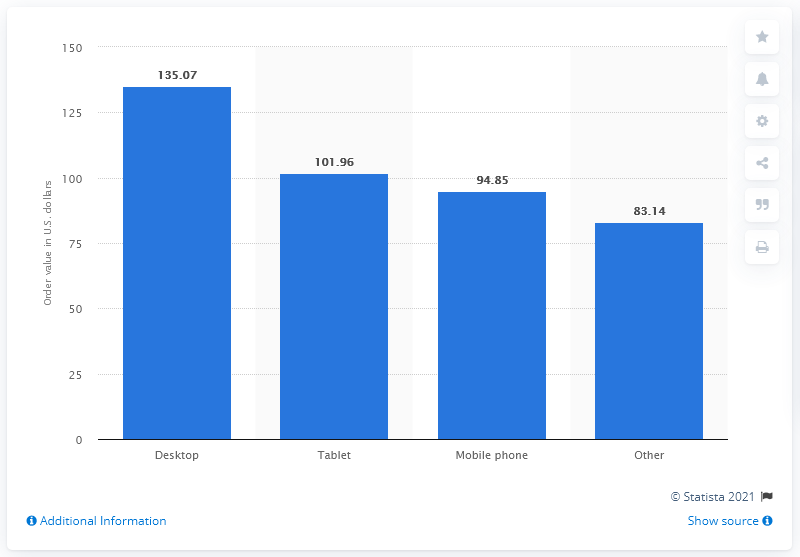 150
125
100
75
50
25
0
Order value in U.S. dollars
135.07
101.96
94.85
83.14
Desktop
Tablet
Mobile phone
Other
© Statista 2021
Additional Information
Show source